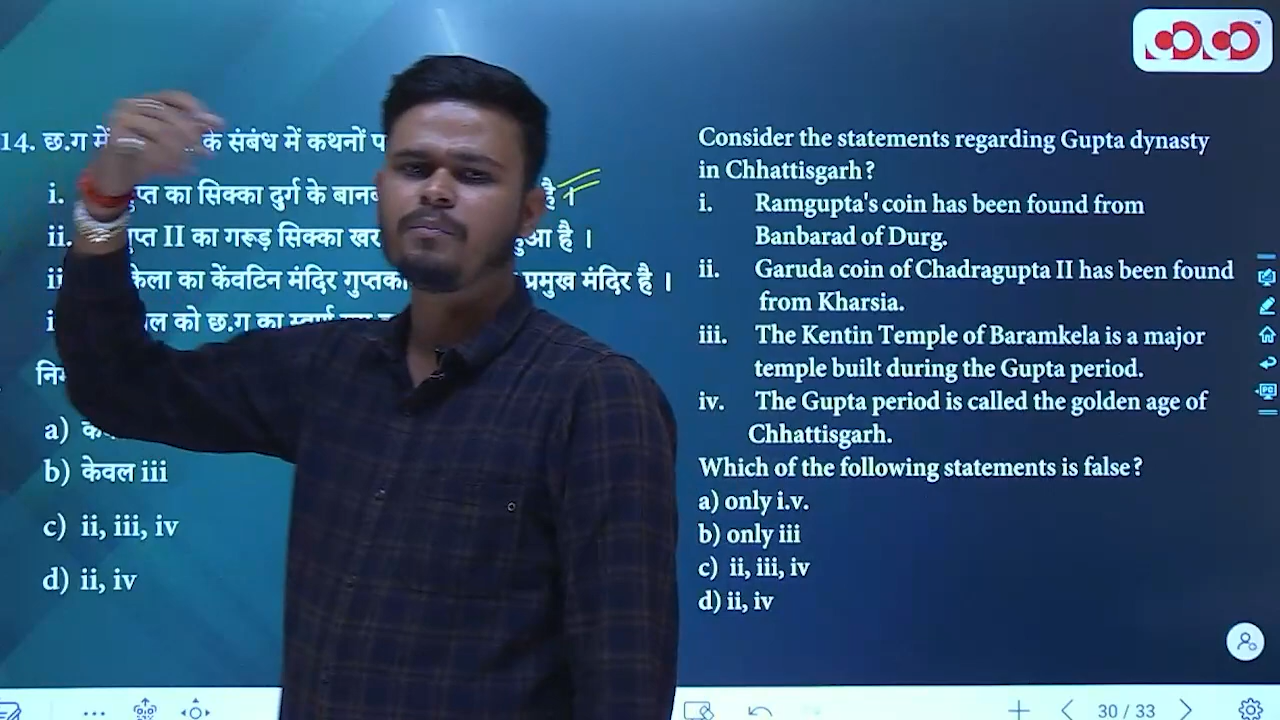 14. छ.ग में के संबंध में कथनों
i. का सिक्का दुर्ग के है ।
ii. II का गरूड़ सिक्का है ।
का केंवटिन मंदिर प्रमुख मंदिर है ।
को छ.ग का
a)
b) केवल iii
c) ii, iii, iv
d) ii, iv
Consider the statements regarding Gupta dynasty
in Chhattisgarh?
i. Ramgupta's coin has been found from
Banbarad of Durg.
ii. Garuda coin of Chadragupta II has been found
from Kharsia.
iii. The Kentin Temple of Baramkela is a major
temple built during the Gupta period.
iv. The Gupta period is called the golden age of
Chhattisgarh.
Which of the following statements is false?
a) only i.v.
b) only iii
c) ii, iii, iv
d) ii, iv
30 / 33